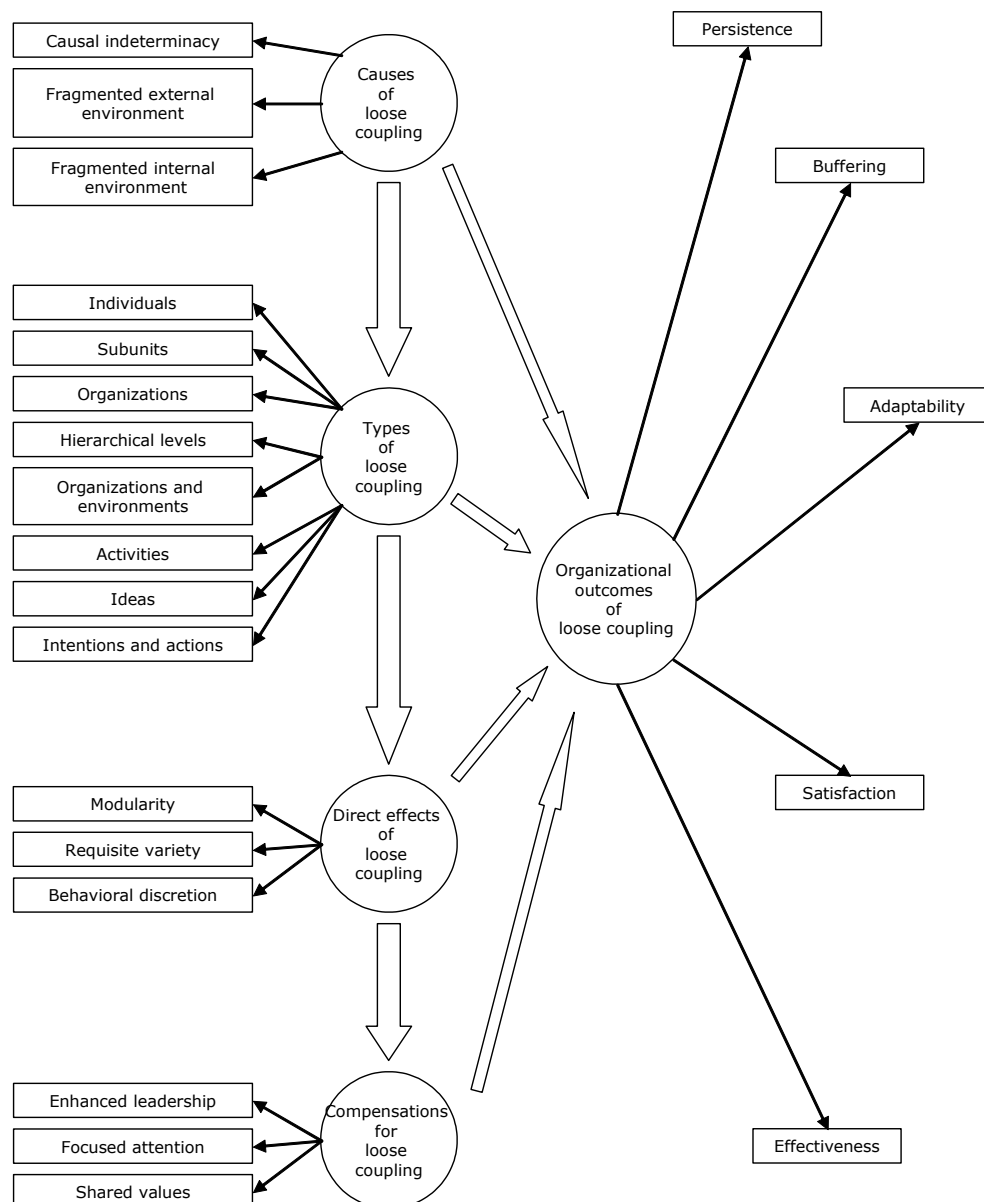 Causal indeterminacy
Fragmented external
environment
Fragmented internal
environment
Causes
of
loose
coupling
Persistence
Buffering
Individuals
Subunits
Organizations
Hierarchical levels
Organizations and
environments
Activities
Ideas
Intentions and actions
Types
of
loose
coupling
Adaptability
Organizational
outcomes
of
loose coupling
Satisfaction
Modularity
Requisite variety
Behavioral discretion
Direct effects
of
loose
coupling
Enhanced leadership
Focused attention
Shared values
Compensations
for
loose
coupling
Effectiveness